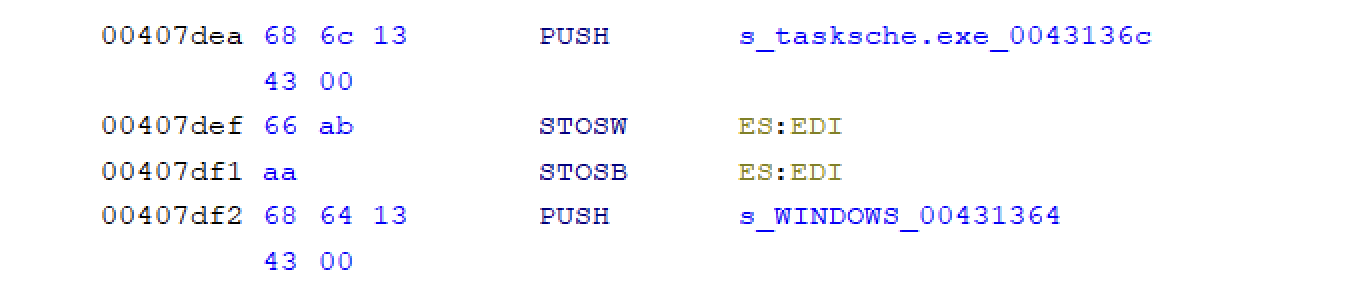 00407dea 68 6c 13 PUSH s_tasksche.exe_0043136c
43 00
00407def 66 ab STOSW ES:EDI
00407df1 aa STOSB ES:EDI
00407df2 68 64 13 PUSH s_WINDOWS_00431364
43 00